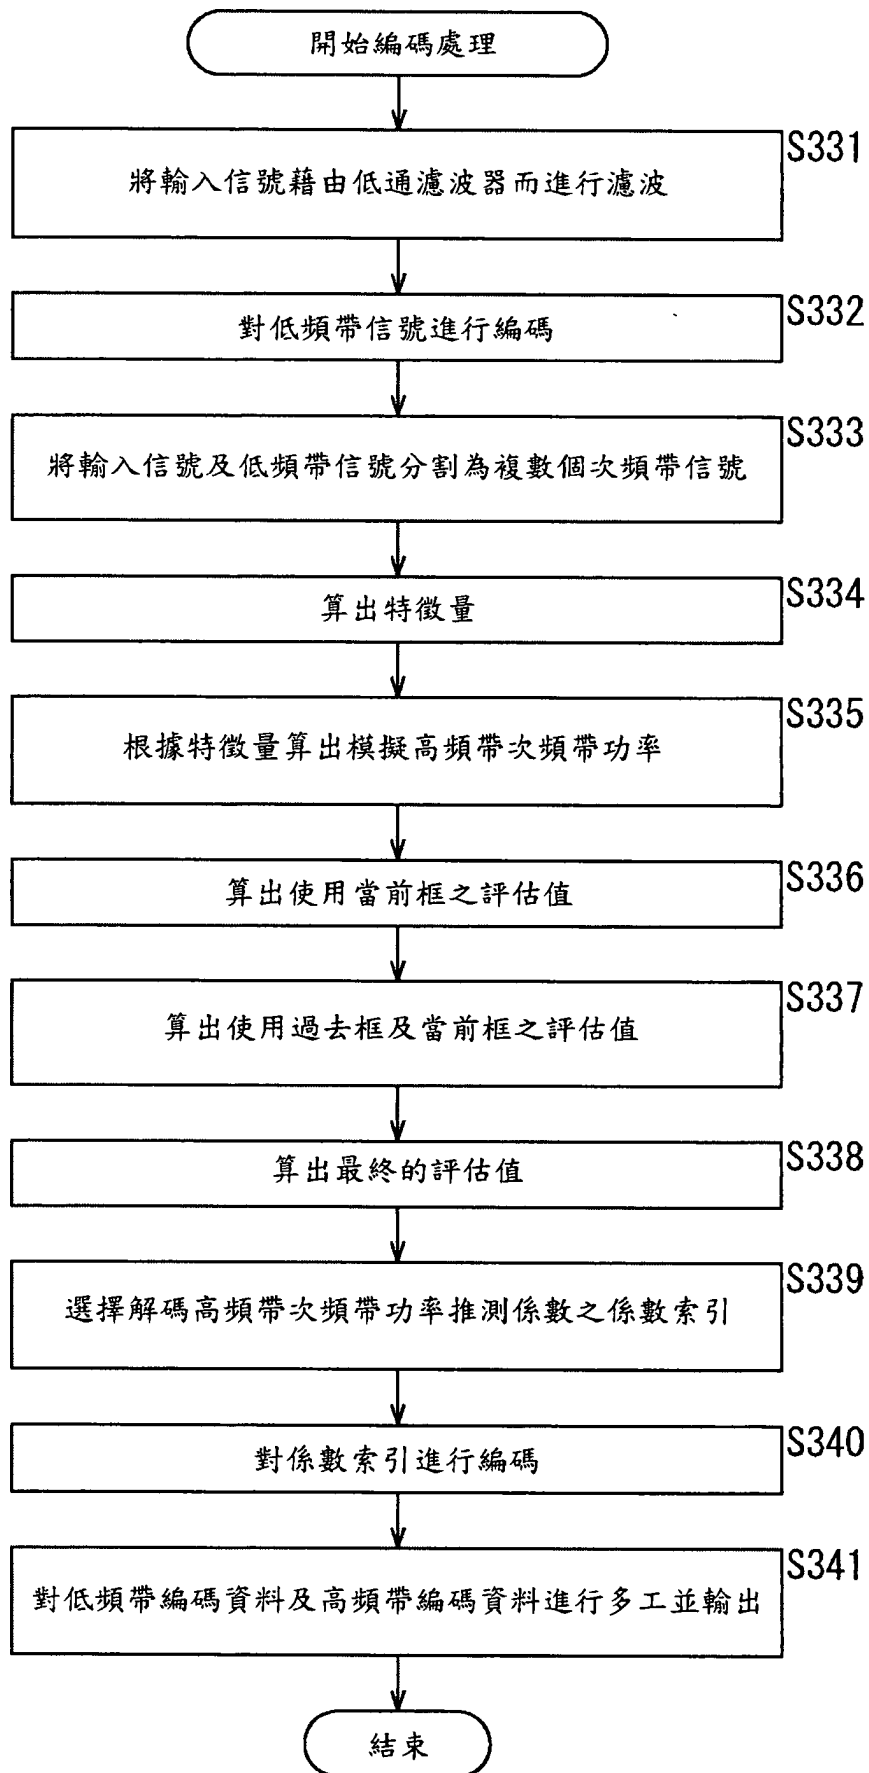 開始編碼處理
S331
將輸入信號藉由低通濾波器而進行濾波
S332
對低頻帶信號進行編碼
S333
將輸入信號及低頻帶信號分割為複數個次頻帶信號
S334
算出特徵量
S335
根據特徵量算出模擬高頻帶次頻帶功率
S336
算出使用當前框之評估值
S337
算出使用過去框及當前框之評估值
S338
算出最終的評估值
S339
選擇解碼高頻帶次頻帶功率推測係數之係數索引
S340
對係數索引進行編碼
S341
對低頻帶編碼資料及高頻帶編碼資料進行多工並輸出
結束